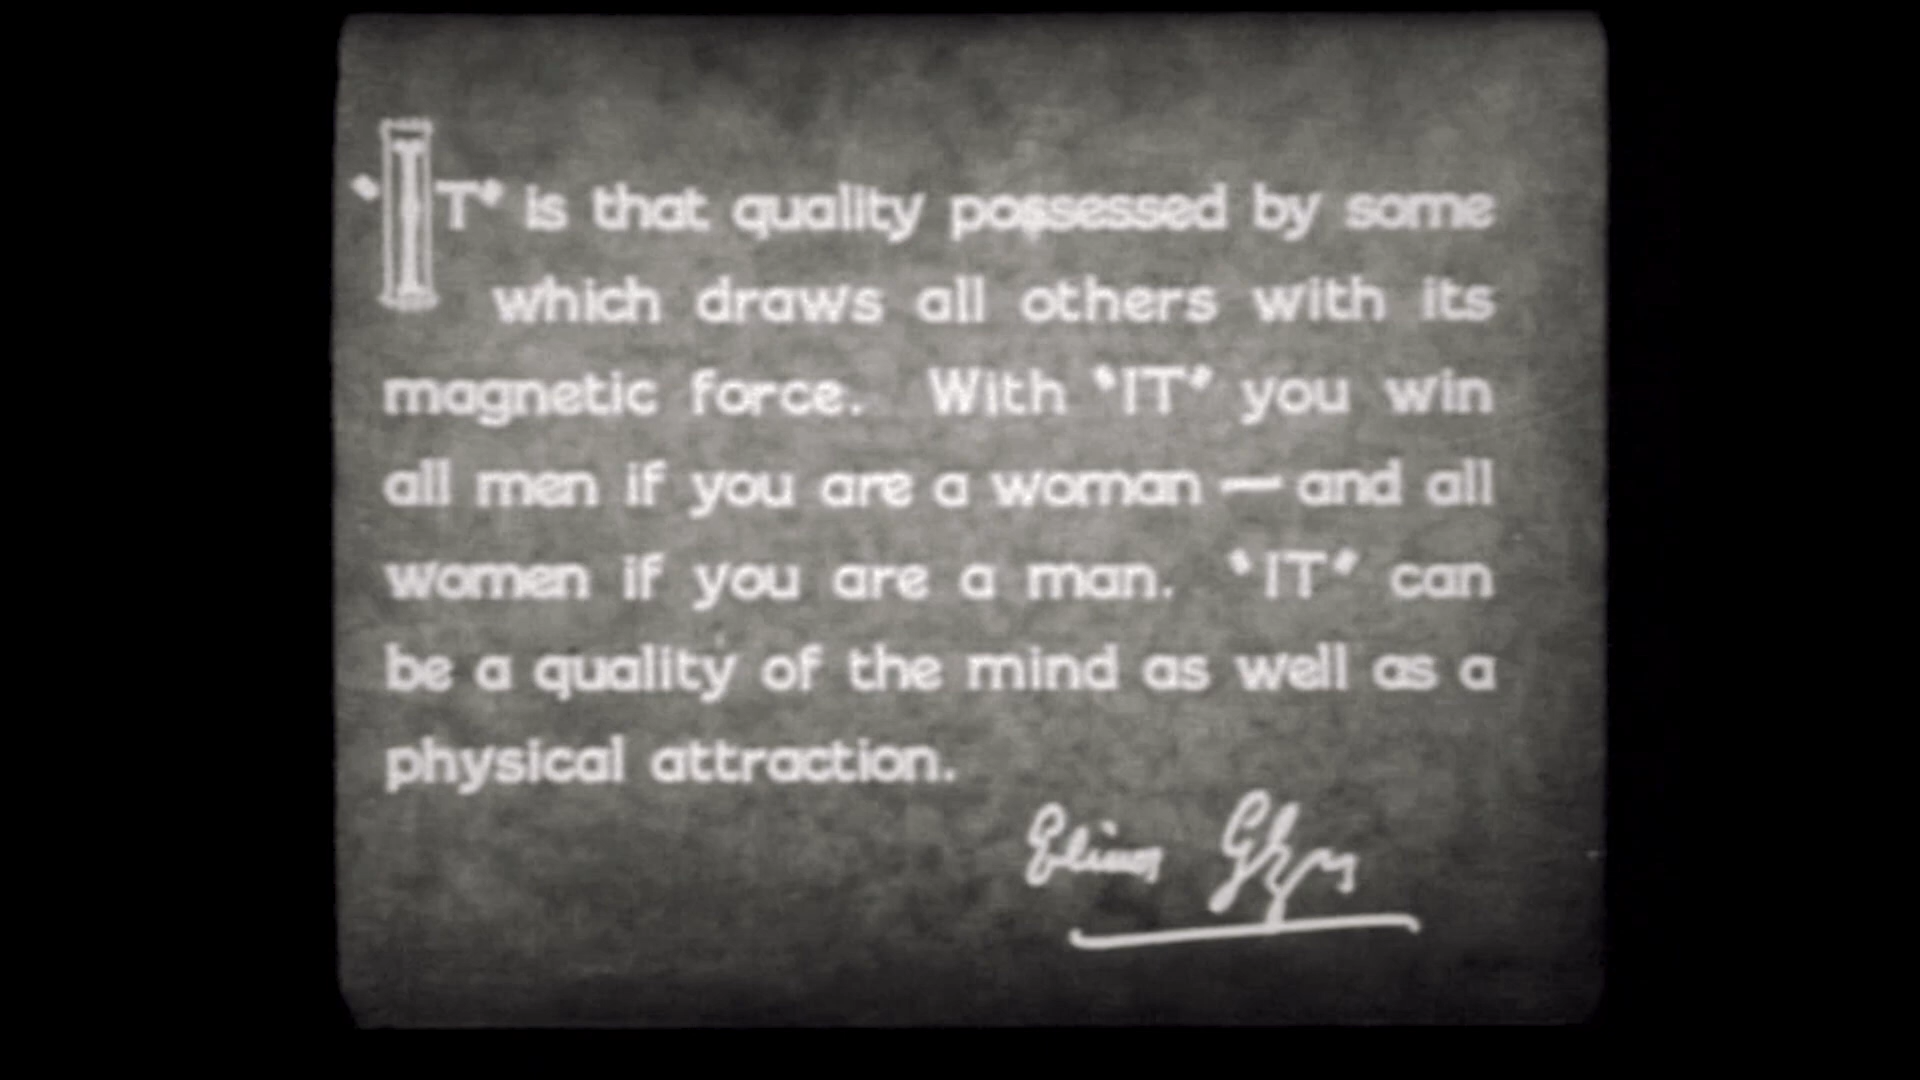 "IT" is that quality possessed by some
which draws all others with its
magnetic force. With "IT" you win
all men if you are a woman — and all
women if you are a man. "IT" can
be a quality of the mind as well as a
physical attraction.
Elinor Glyn